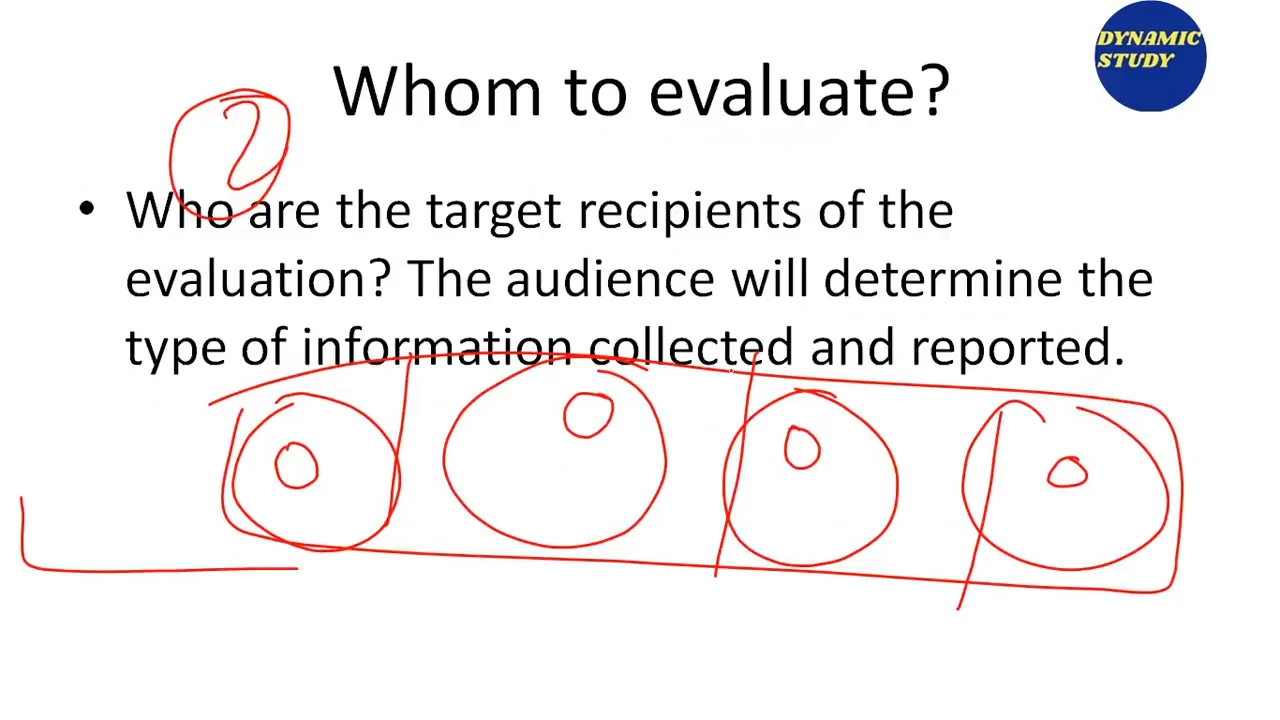 DYNAMIC
STUDY
Whom to evaluate?
2
• Who are the target recipients of the
evaluation? The audience will determine the
type of information collected and reported.